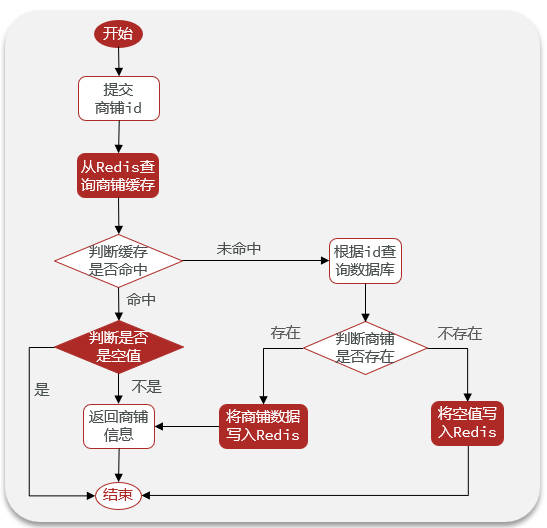 开始
提交
商铺id
从Redis查
询商铺缓存
判断缓存
是否命中
未命中
根据id查
询数据库
命中
判断是否
是空值
存在
判断商铺
是否存在
不存在
是
不是
返回商铺
信息
将商铺数据
写入Redis
将空值写
入Redis
结束